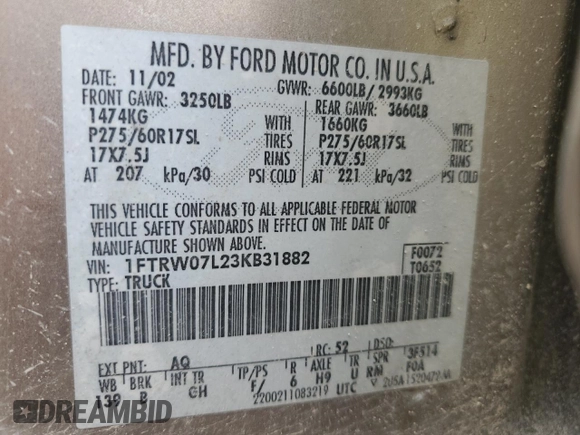 MFD. BY FORD MOTOR CO. IN U.S.A.
DATE: 11/02 GVWR: 6600LB/ 2993KG
FRONT GAWR: 3250LB REAR GAWR: 3660LB
1474KG WITH 1660KG WITH
P275/60R17SL TIRES P275/60R17SL TIRES
17X7.5J RIMS 17X7.5J RIMS
AT 207 kPa/30 PSI COLD AT 221 kPa/32 PSI COLD
THIS VEHICLE CONFORMS TO ALL APPLICABLE FEDERAL MOTOR
VEHICLE SAFETY STANDARDS IN EFFECT ON THE DATE OF
MANUFACTURE SHOWN ABOVE.
VIN: 1FTRW07L23KB31882 F0072
TYPE: TRUCK T0652
EXT PNT: AQ RC: 52 DSO: 3F514
WB BRK INT TR TP/PS R AXLE TR SPR
139 B GH F/ 6 H9 U RM FOA
2200211083219 UTC
DREAMBID